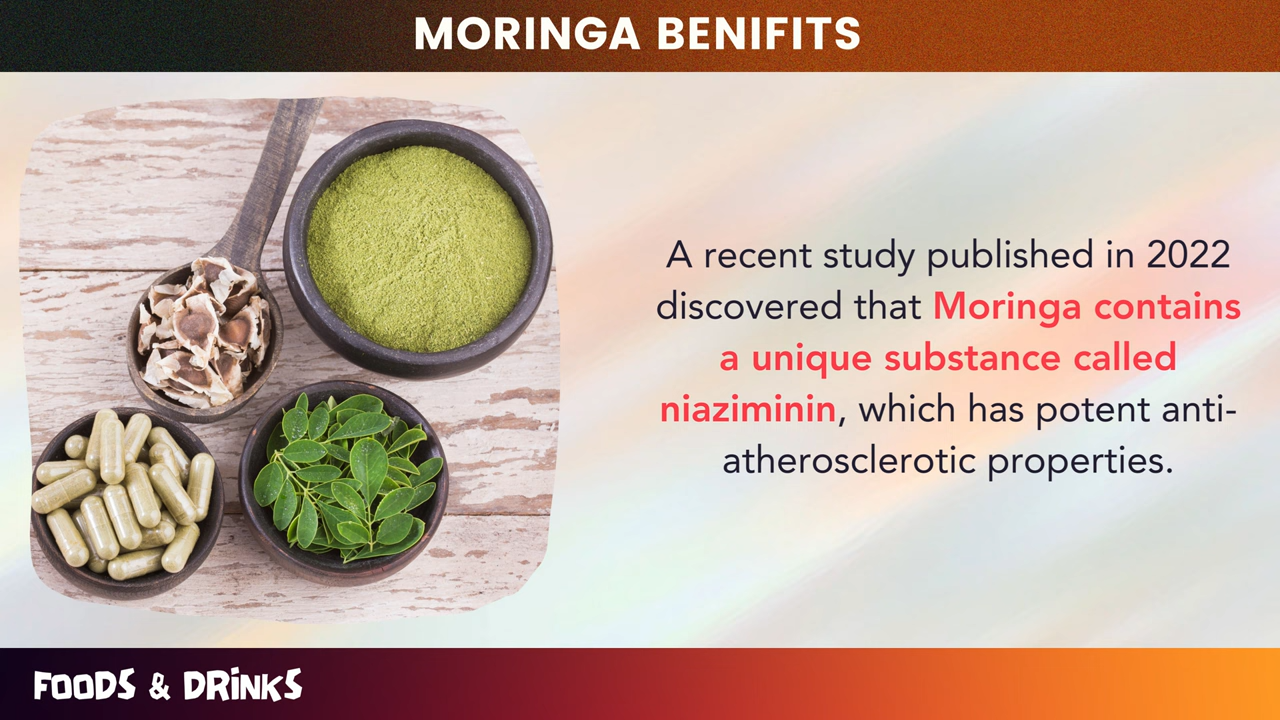 MORINGA BENIFITS
A recent study published in 2022
discovered that Moringa contains
a unique substance called
niaziminin, which has potent anti-
atherosclerotic properties.
FOODS & DRiNKS